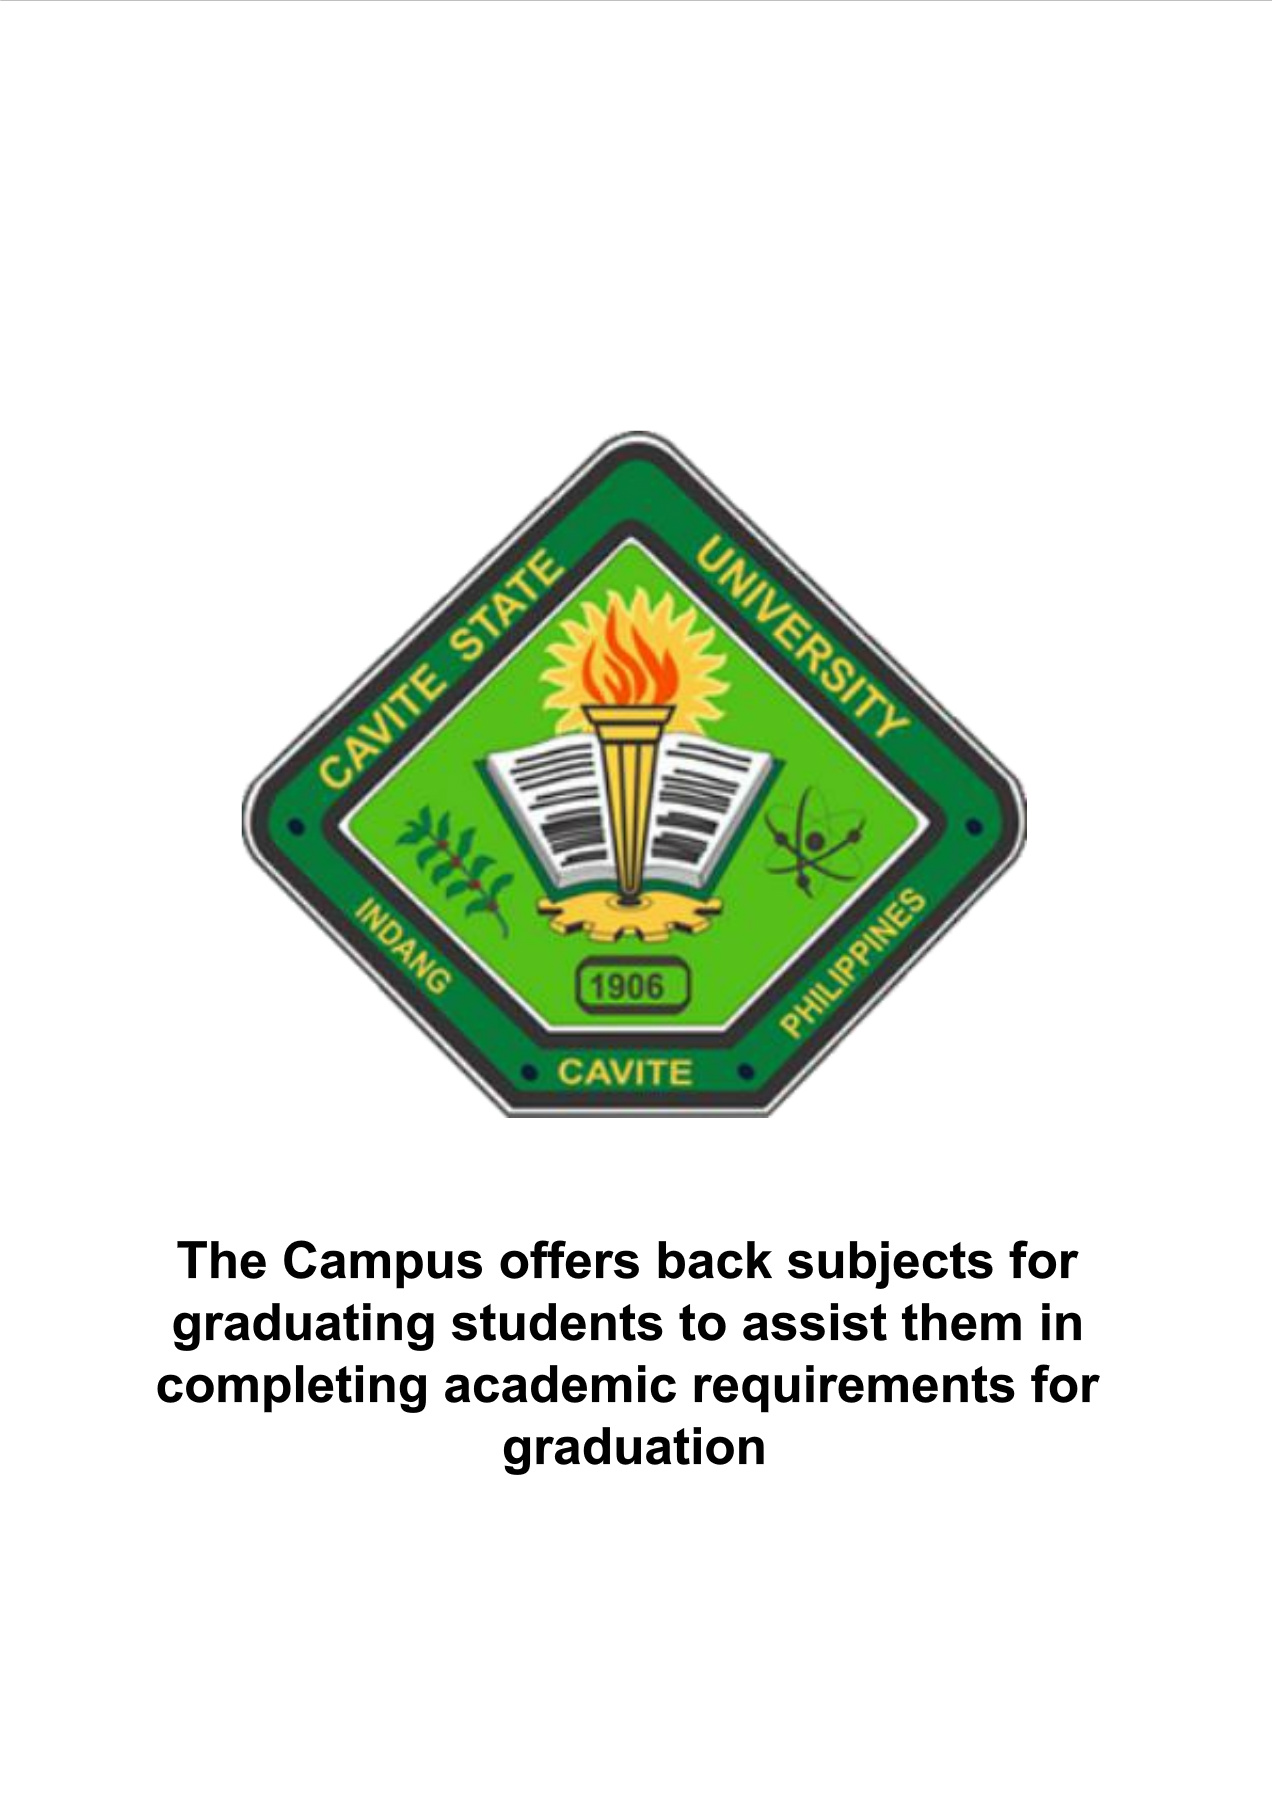 CAVITE STATE
UNIVERSITY
INDANG
1906
CAVITE
PHILIPPINES
The Campus offers back subjects for
graduating students to assist them in
completing academic requirements for
graduation